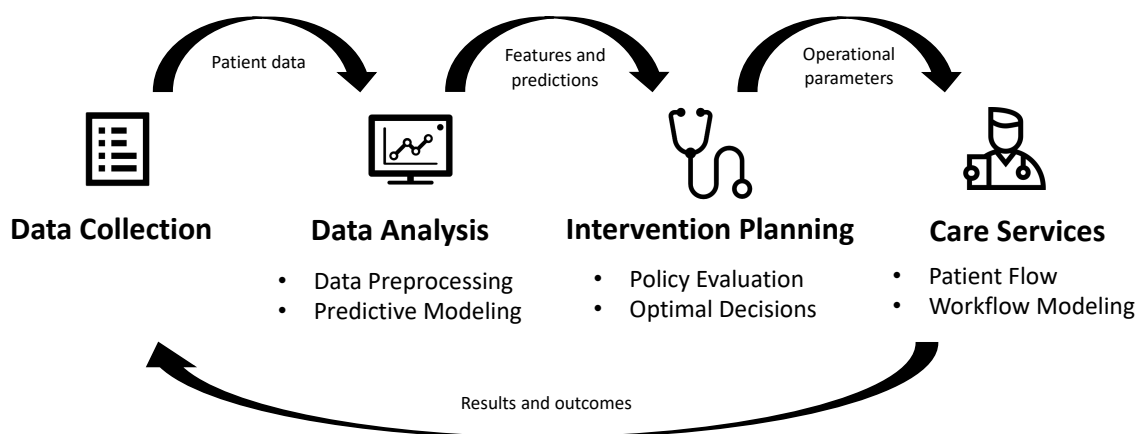 Patient data
Features and
predictions
Operational
parameters
Data Collection
Data Analysis
• Data Preprocessing
• Predictive Modeling
Intervention Planning
• Policy Evaluation
• Optimal Decisions
Care Services
• Patient Flow
• Workflow Modeling
Results and outcomes